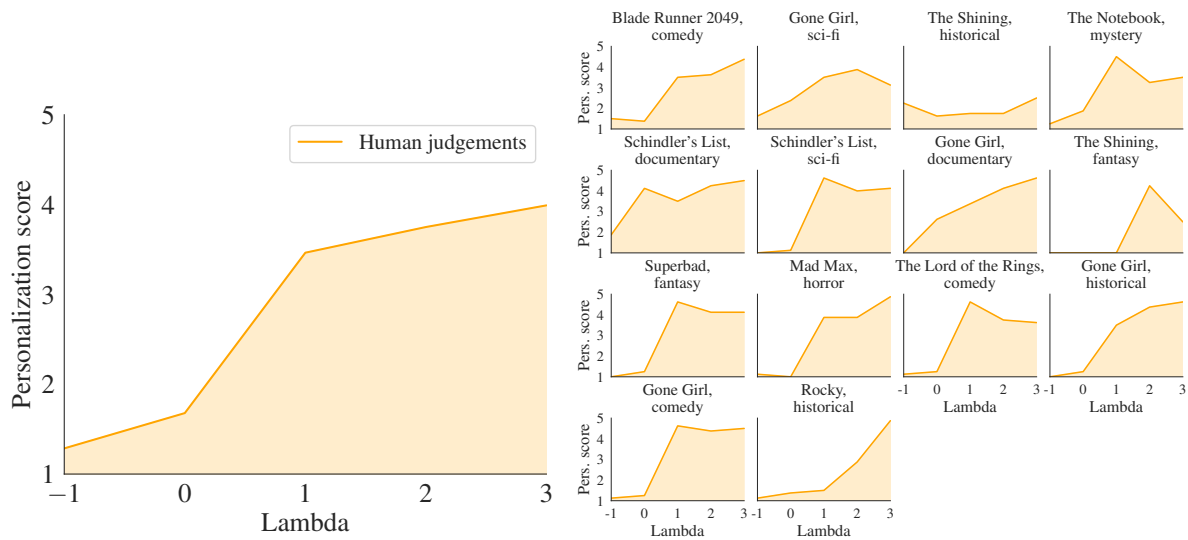 5
4
3
2
1
Personalization score
Human judgements
−1 0 1 2 3
Lambda
Blade Runner 2049,
comedy
Gone Girl,
sci-fi
The Shining,
historical
The Notebook,
mystery
5
4
3
2
1
Pers. score
Schindler's List,
documentary
Schindler's List,
sci-fi
Gone Girl,
documentary
The Shining,
fantasy
5
4
3
2
1
Pers. score
Superbad,
fantasy
Mad Max,
horror
The Lord of the Rings,
comedy
Gone Girl,
historical
5
4
3
2
1
Pers. score
-1 0 1 2 3
Lambda
-1 0 1 2 3
Lambda
Gone Girl,
comedy
Rocky,
historical
5
4
3
2
1
Pers. score
-1 0 1 2 3
Lambda
-1 0 1 2 3
Lambda